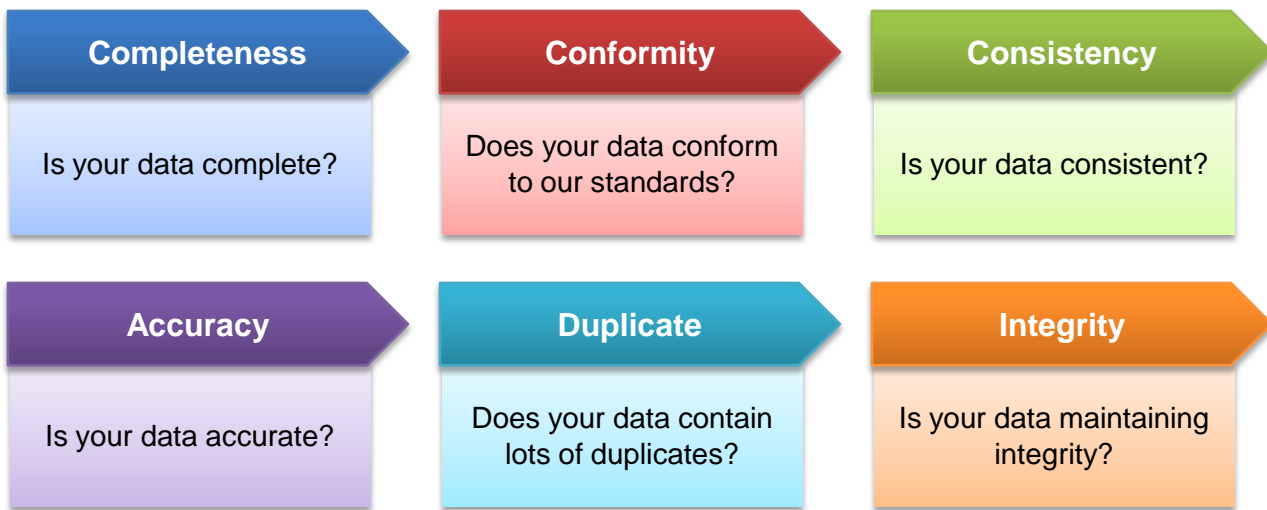 Completeness
Is your data complete?
Conformity
Does your data conform
to our standards?
Consistency
Is your data consistent?
Accuracy
Is your data accurate?
Duplicate
Does your data contain
lots of duplicates?
Integrity
Is your data maintaining
integrity?